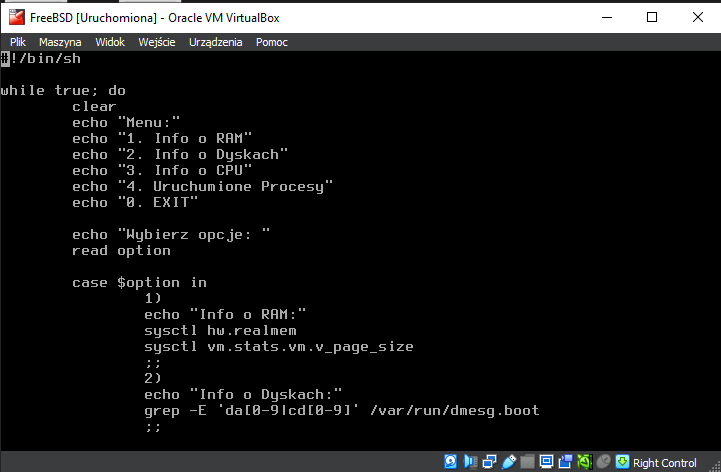 FreeBSD [Uruchomiona] - Oracle VM VirtualBox
Plik Maszyna Widok Wejście Urządzenia Pomoc
#!/bin/sh
while true; do
clear
echo "Menu:"
echo "1. Info o RAM"
echo "2. Info o Dyskach"
echo "3. Info o CPU"
echo "4. Uruchumione Procesy"
echo "0. EXIT"
echo "Wybierz opcje: "
read option
case $option in
1)
echo "Info o RAM:"
sysctl hw.realmem
sysctl vm.stats.vm.v_page_size
;;
2)
echo "Info o Dyskach:"
grep -E 'da[0-9|cd[0-9]' /var/run/dmesg.boot
;;
Right Control